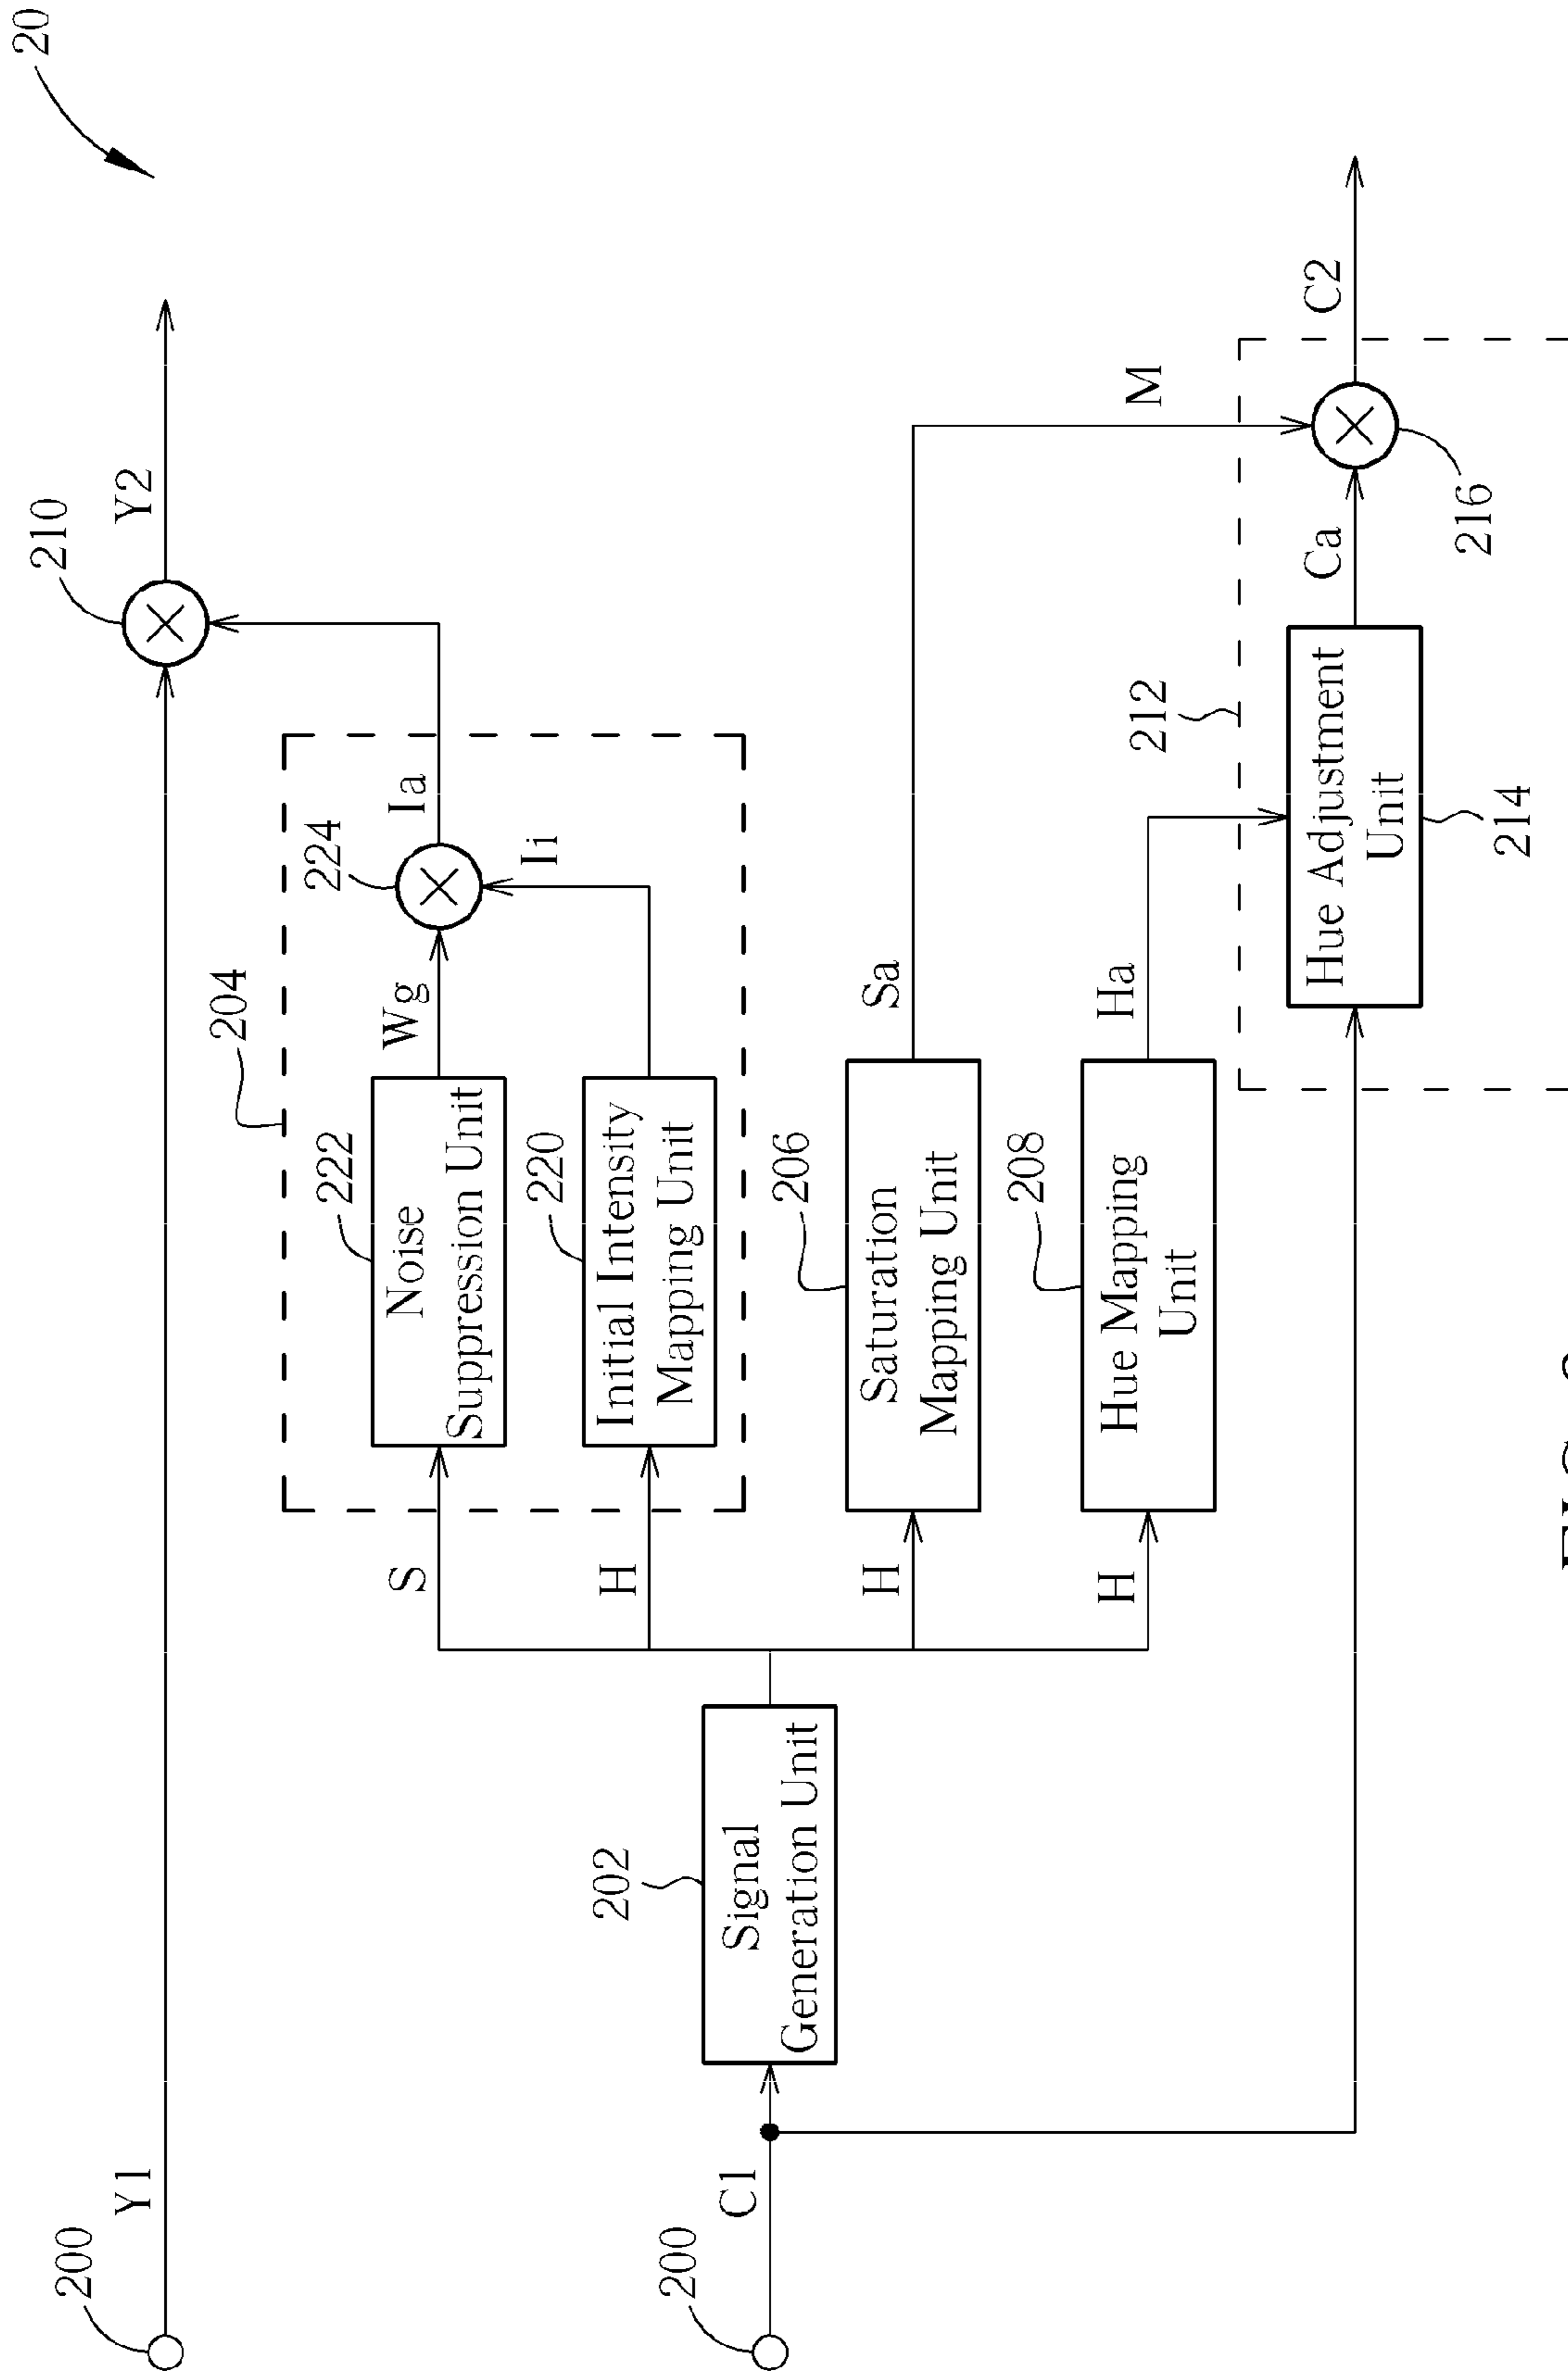 20
200
Y1
210
Y2
204
222
Noise
Suppression Unit
Wg
224
Ia
Ii
220
Initial Intensity
Mapping Unit
S
H
H
H
202
Signal
Generation Unit
200
C1
206
Saturation
Mapping Unit
Sa
M
208
Hue Mapping
Unit
Ha
212
Hue Adjustment
Unit
214
Ca
216
C2